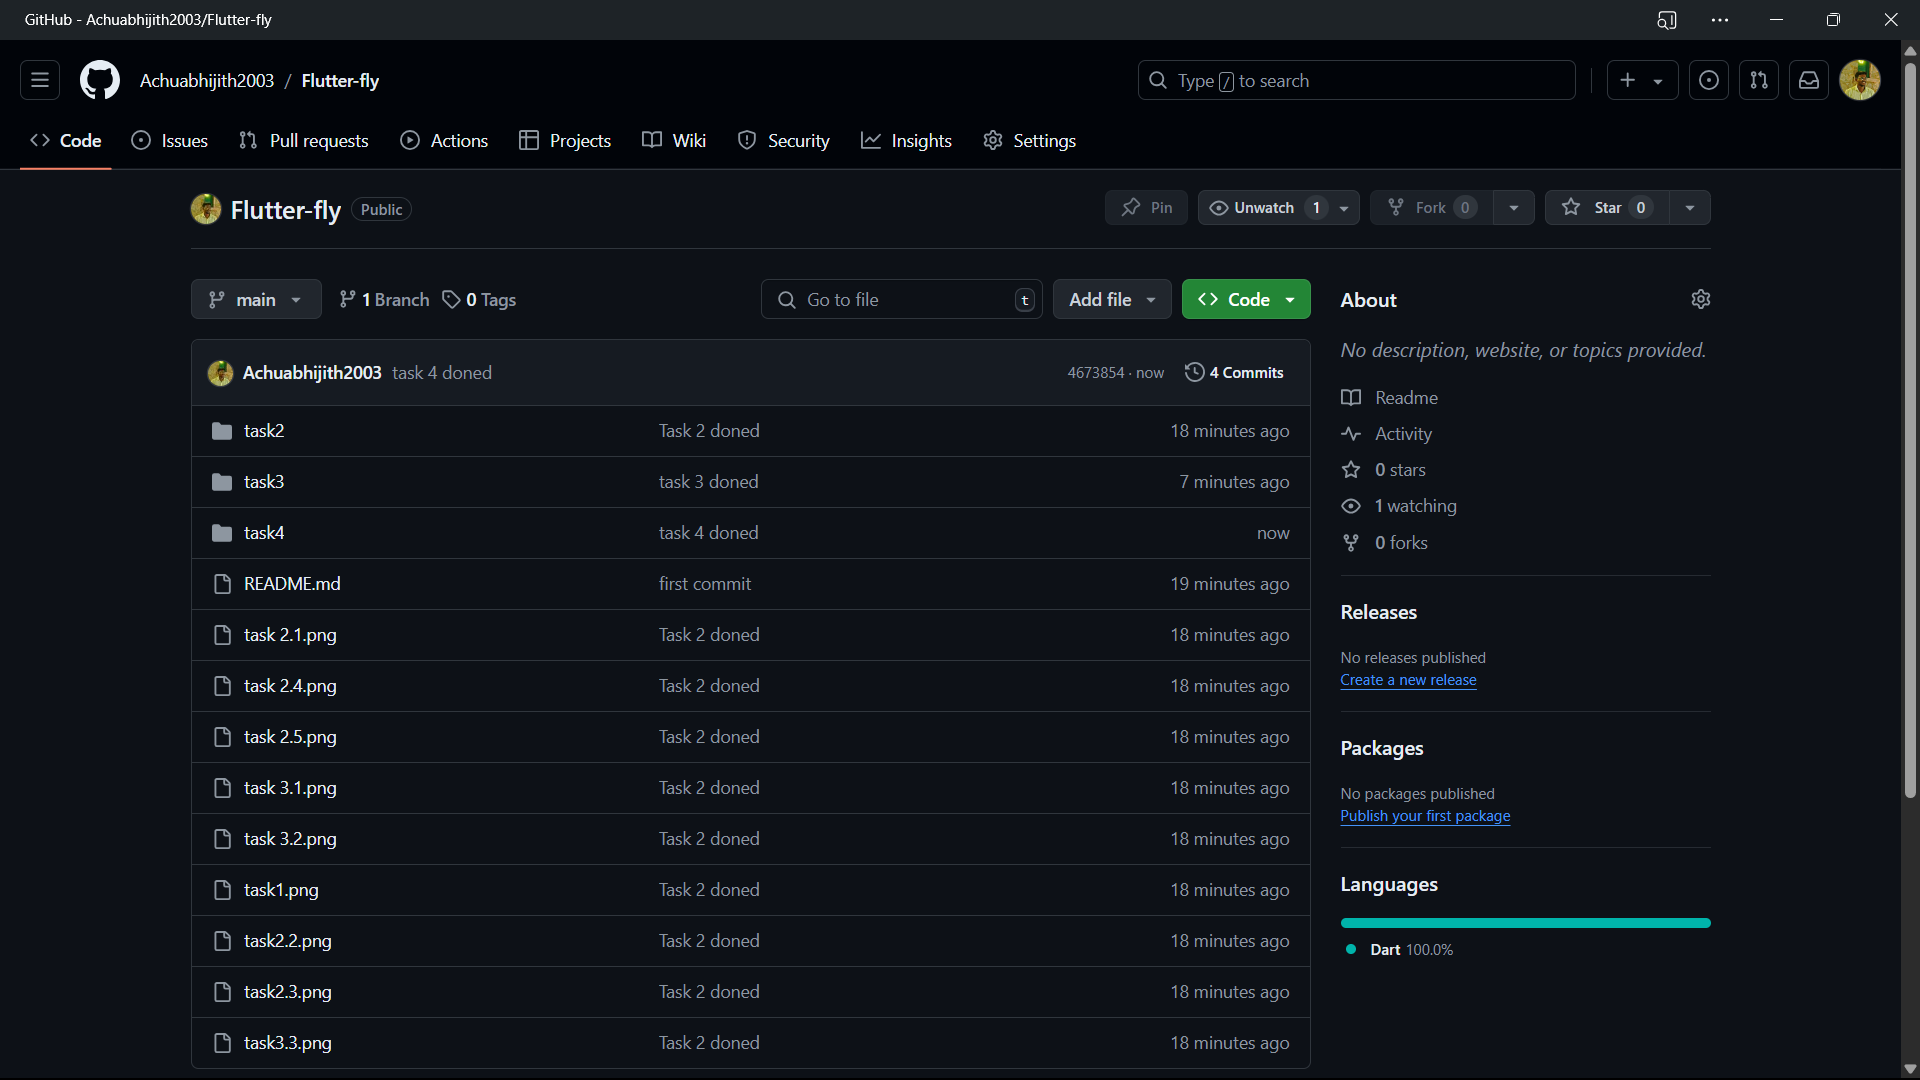 GitHub - Achuabhijith2003/Flutter-fly
Achuabhijith2003 / Flutter-fly
Type / to search
Code Issues Pull requests Actions Projects Wiki Security Insights Settings
Flutter-fly Public
Pin Unwatch 1 Fork 0 Star 0
main 1 Branch 0 Tags Go to file t Add file Code
Achuabhijith2003 task 4 doned 4673854 · now 4 Commits
task2 Task 2 doned 18 minutes ago
task3 task 3 doned 7 minutes ago
task4 task 4 doned now
README.md first commit 19 minutes ago
task 2.1.png Task 2 doned 18 minutes ago
task 2.4.png Task 2 doned 18 minutes ago
task 2.5.png Task 2 doned 18 minutes ago
task 3.1.png Task 2 doned 18 minutes ago
task 3.2.png Task 2 doned 18 minutes ago
task1.png Task 2 doned 18 minutes ago
task2.2.png Task 2 doned 18 minutes ago
task2.3.png Task 2 doned 18 minutes ago
task3.3.png Task 2 doned 18 minutes ago
About
No description, website, or topics provided.
Readme
Activity
0 stars
1 watching
0 forks
Releases
No releases published
Create a new release
Packages
No packages published
Publish your first package
Languages
Dart 100.0%